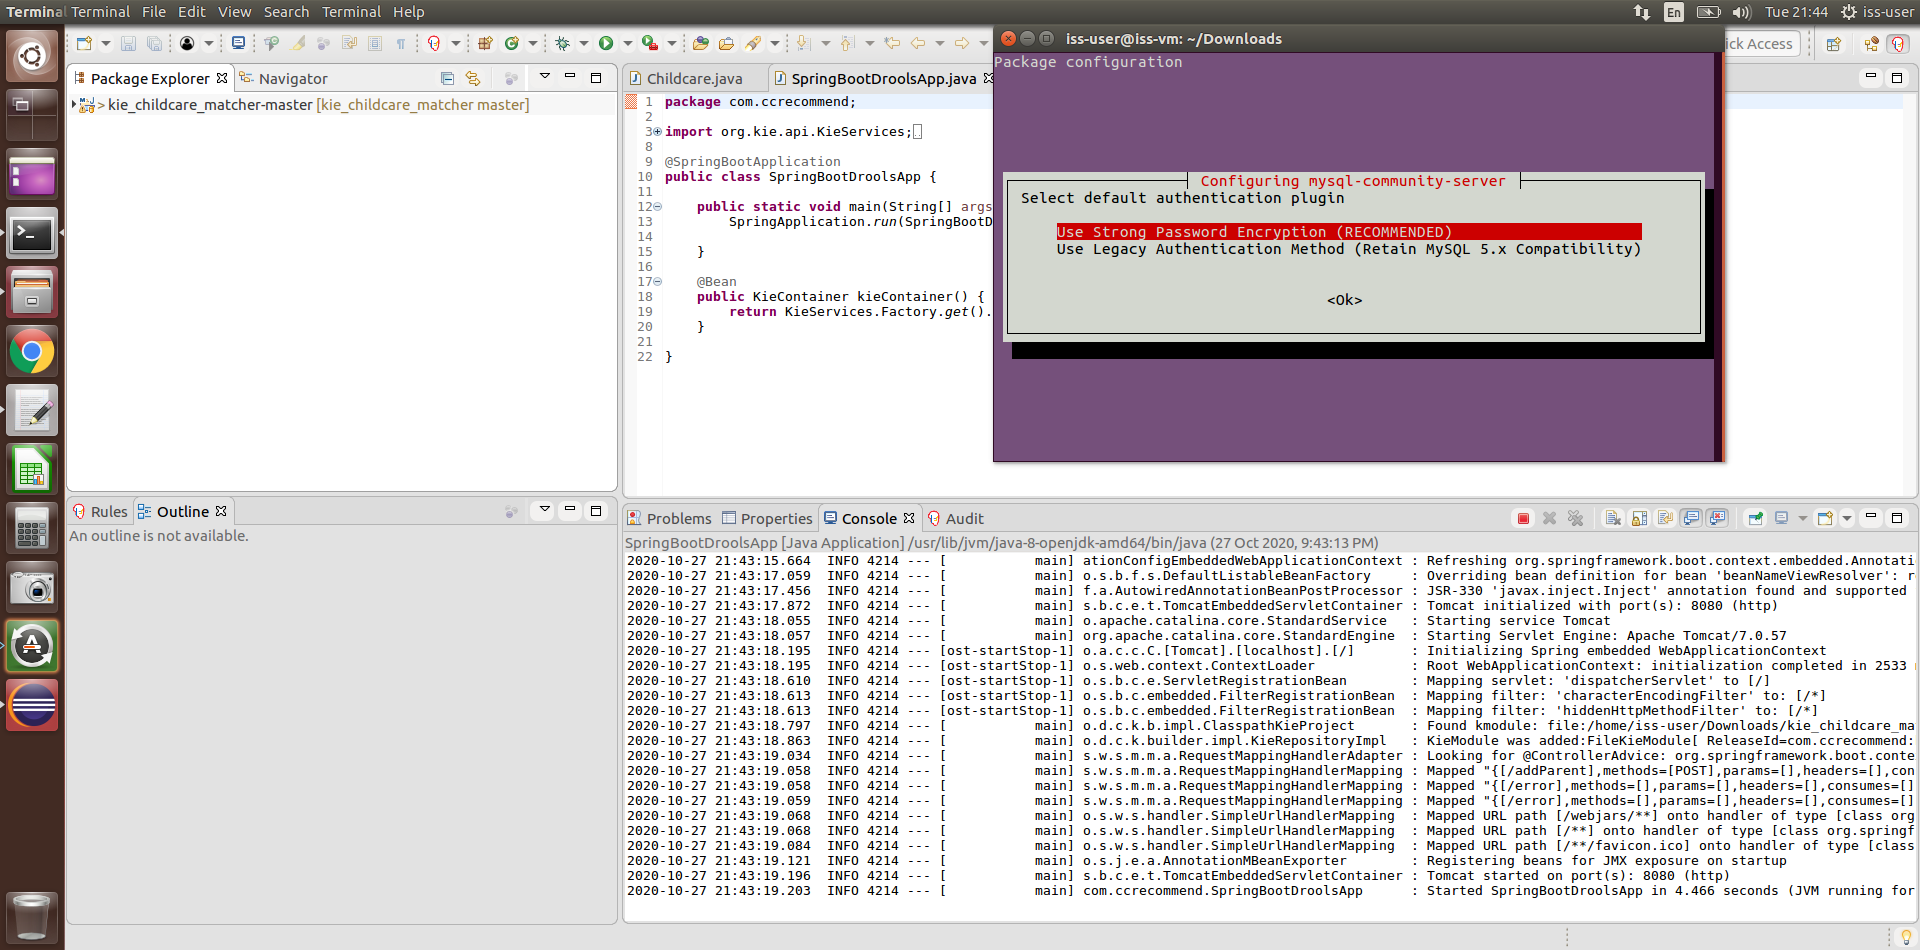 Terminal Terminal File Edit View Search Terminal Help
En
Tue 21:44
iss-user
iss-user@iss-vm: ~/Downloads
ick Access
Package configuration
Configuring mysql-community-server
Select default authentication plugin
Use Strong Password Encryption (RECOMMENDED)
Use Legacy Authentication Method (Retain MySQL 5.x Compatibility)
<Ok>
Package Explorer
Navigator
> kie_childcare_matcher-master [kie_childcare_matcher master]
Childcare.java
SpringBootDroolsApp.java
1 package com.ccrecommend;
2
3 import org.kie.api.KieServices;
8
9 @SpringBootApplication
10 public class SpringBootDroolsApp {
11
12 public static void main(String[] args
13 SpringApplication.run(SpringBootD
14
15 }
16
17 @Bean
18 public KieContainer kieContainer() {
19 return KieServices.Factory.get().
20 }
21
22 }
Rules
Outline
An outline is not available.
Problems
Properties
Console
Audit
SpringBootDroolsApp [Java Application] /usr/lib/jvm/java-8-openjdk-amd64/bin/java (27 Oct 2020, 9:43:13 PM)
2020-10-27 21:43:15.664 INFO 4214 --- [ main] ationConfigEmbeddedWebApplicationContext : Refreshing org.springframework.boot.context.embedded.Annotati
2020-10-27 21:43:17.059 INFO 4214 --- [ main] o.s.b.f.s.DefaultListableBeanFactory : Overriding bean definition for bean 'beanNameViewResolver': r
2020-10-27 21:43:17.456 INFO 4214 --- [ main] f.a.AutowiredAnnotationBeanPostProcessor : JSR-330 'javax.inject.Inject' annotation found and supported
2020-10-27 21:43:17.872 INFO 4214 --- [ main] s.b.c.e.t.TomcatEmbeddedServletContainer : Tomcat initialized with port(s): 8080 (http)
2020-10-27 21:43:18.055 INFO 4214 --- [ main] o.apache.catalina.core.StandardService : Starting service Tomcat
2020-10-27 21:43:18.057 INFO 4214 --- [ main] org.apache.catalina.core.StandardEngine : Starting Servlet Engine: Apache Tomcat/7.0.57
2020-10-27 21:43:18.195 INFO 4214 --- [ost-startStop-1] o.a.c.c.C.[Tomcat].[localhost].[/] : Initializing Spring embedded WebApplicationContext
2020-10-27 21:43:18.195 INFO 4214 --- [ost-startStop-1] o.s.web.context.ContextLoader : Root WebApplicationContext: initialization completed in 2533
2020-10-27 21:43:18.610 INFO 4214 --- [ost-startStop-1] o.s.b.c.e.ServletRegistrationBean : Mapping servlet: 'dispatcherServlet' to [/]
2020-10-27 21:43:18.613 INFO 4214 --- [ost-startStop-1] o.s.b.c.embedded.FilterRegistrationBean : Mapping filter: 'characterEncodingFilter' to: [/*]
2020-10-27 21:43:18.613 INFO 4214 --- [ost-startStop-1] o.s.b.c.embedded.FilterRegistrationBean : Mapping filter: 'hiddenHttpMethodFilter' to: [/*]
2020-10-27 21:43:18.797 INFO 4214 --- [ main] o.d.c.k.b.impl.ClasspathKieProject : Found kmodule: file:/home/iss-user/Downloads/kie_childcare_ma
2020-10-27 21:43:18.863 INFO 4214 --- [ main] o.d.c.k.builder.impl.KieRepositoryImpl : KieModule was added:FileKieModule[ ReleaseId=com.ccrecommend:
2020-10-27 21:43:19.034 INFO 4214 --- [ main] s.w.s.m.m.a.RequestMappingHandlerAdapter : Looking for @ControllerAdvice: org.springframework.boot.conte
2020-10-27 21:43:19.058 INFO 4214 --- [ main] s.w.s.m.m.a.RequestMappingHandlerMapping : Mapped "{[/addParent],methods=[POST],params=[],headers=[],con
2020-10-27 21:43:19.058 INFO 4214 --- [ main] s.w.s.m.m.a.RequestMappingHandlerMapping : Mapped "{[/error],methods=[],params=[],headers=[],consumes=[]
2020-10-27 21:43:19.059 INFO 4214 --- [ main] s.w.s.m.m.a.RequestMappingHandlerMapping : Mapped "{[/error],methods=[],params=[],headers=[],consumes=[]
2020-10-27 21:43:19.068 INFO 4214 --- [ main] o.s.w.s.handler.SimpleUrlHandlerMapping : Mapped URL path [/webjars/**] onto handler of type [class org
2020-10-27 21:43:19.068 INFO 4214 --- [ main] o.s.w.s.handler.SimpleUrlHandlerMapping : Mapped URL path [/**] onto handler of type [class org.springf
2020-10-27 21:43:19.084 INFO 4214 --- [ main] o.s.w.s.handler.SimpleUrlHandlerMapping : Mapped URL path [/**/favicon.ico] onto handler of type [class
2020-10-27 21:43:19.121 INFO 4214 --- [ main] o.s.j.e.a.AnnotationMBeanExporter : Registering beans for JMX exposure on startup
2020-10-27 21:43:19.196 INFO 4214 --- [ main] s.b.c.e.t.TomcatEmbeddedServletContainer : Tomcat started on port(s): 8080 (http)
2020-10-27 21:43:19.203 INFO 4214 --- [ main] com.ccrecommend.SpringBootDroolsApp : Started SpringBootDroolsApp in 4.466 seconds (JVM running for